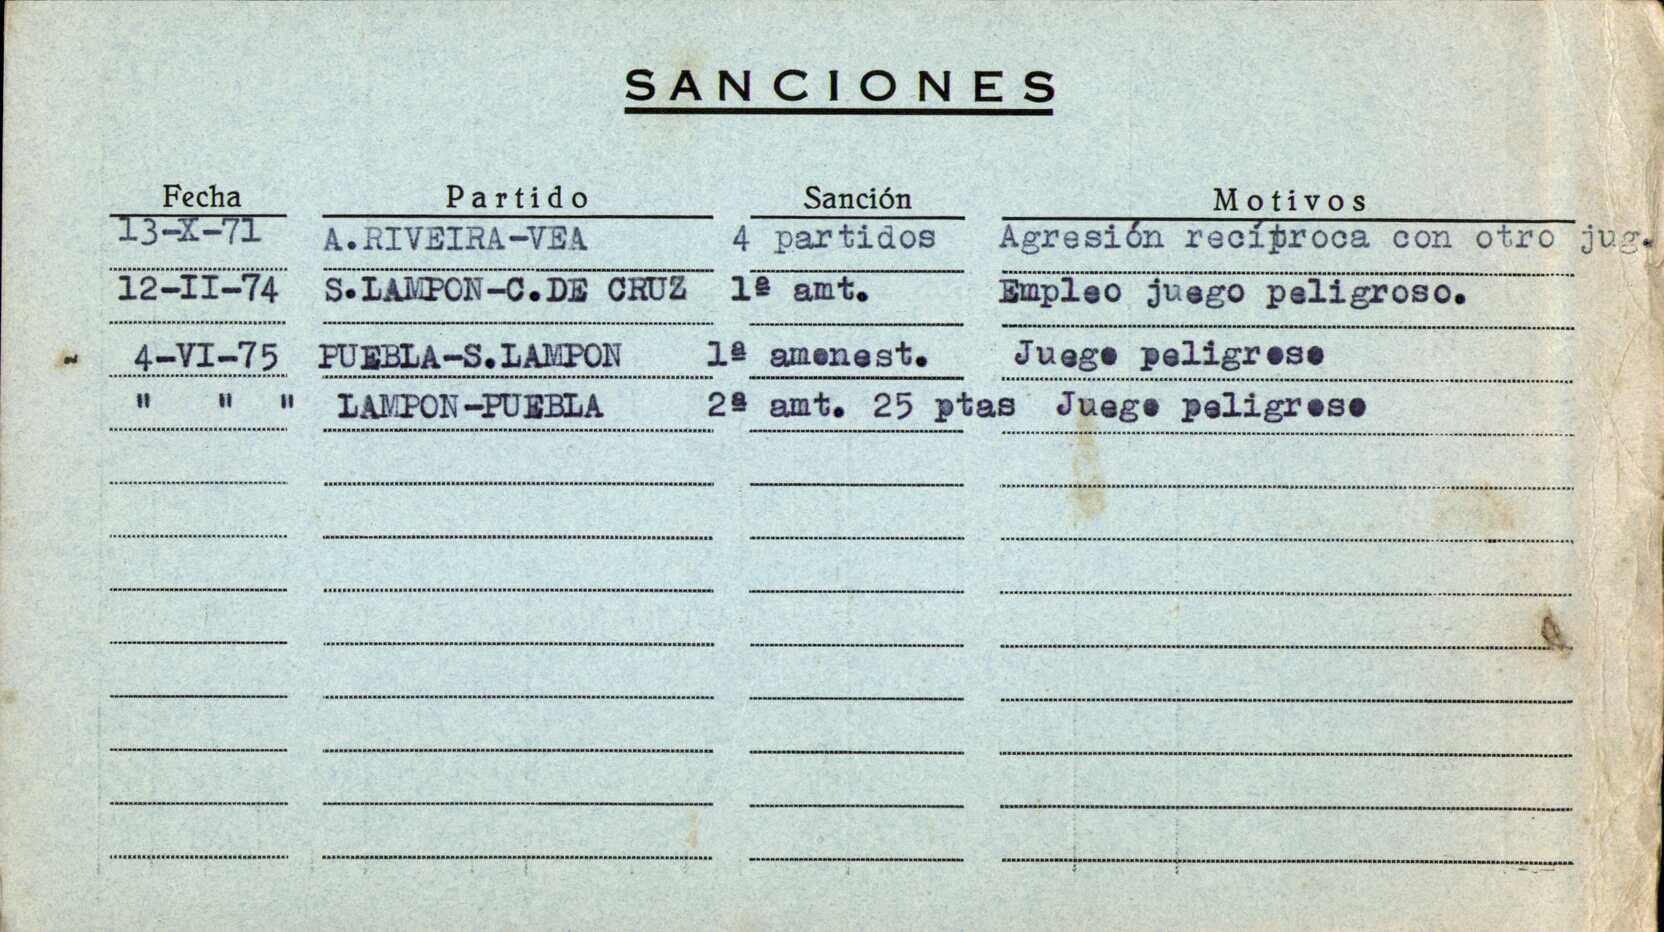 SANCIONES
Fecha Partido Sanción Motivos
13-X-71 A.RIVEIRA-VEA 4 partidos Agresión recíproca con otro jug.
12-II-74 S.LAMPON-C.DE CRUZ 1ª amt. Empleo juego peligroso.
- 4-VI-75 PUEBLA-S.LAMPON 1ª amonest. Juego peligroso
" " " LAMPON-PUEBLA 2ª amt. 25 ptas Juego peligroso